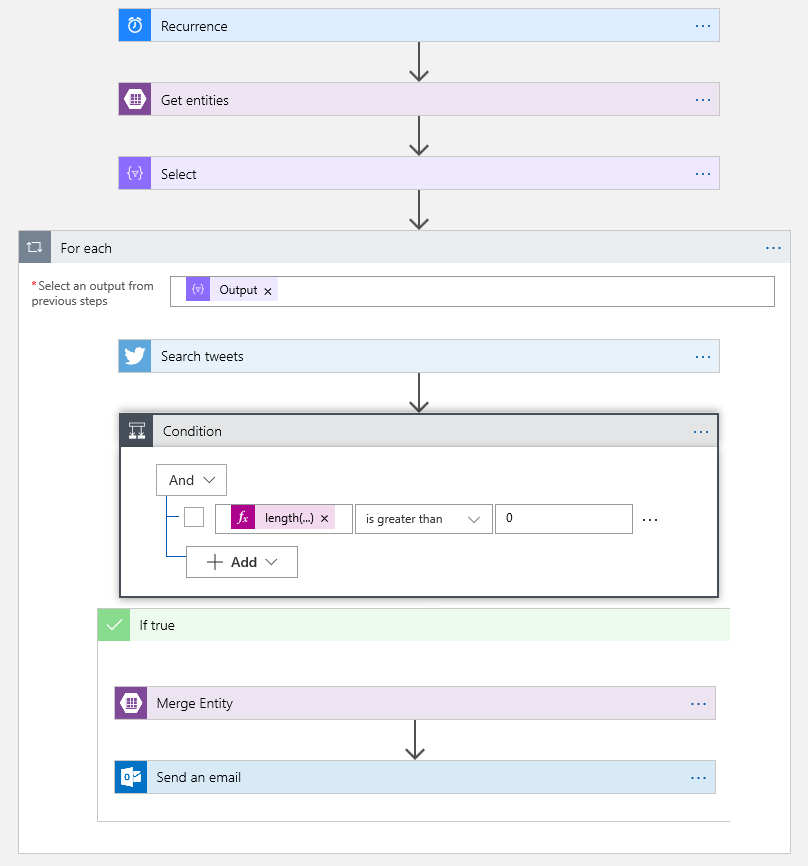 Recurrence
Get entities
Select
For each
*Select an output from
previous steps
Output
Search tweets
Condition
And
fx length(...)
is greater than
0
Add
If true
Merge Entity
Send an email